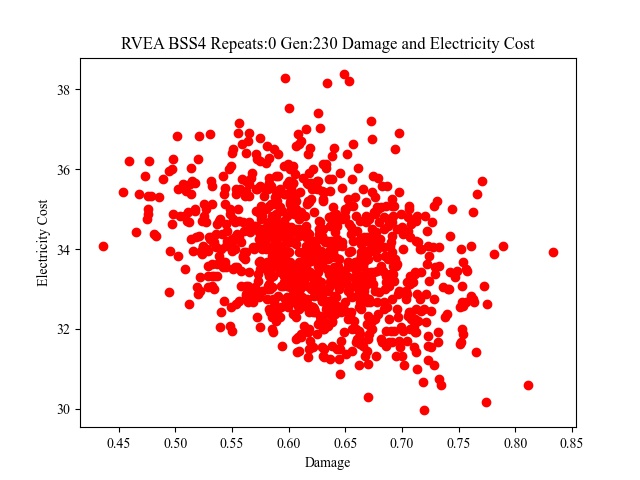 RVEA BSS4 Repeats:0 Gen:230 Damage and Electricity Cost
Electricity Cost
38
36
34
32
30
0.45 0.50 0.55 0.60 0.65 0.70 0.75 0.80 0.85
Damage